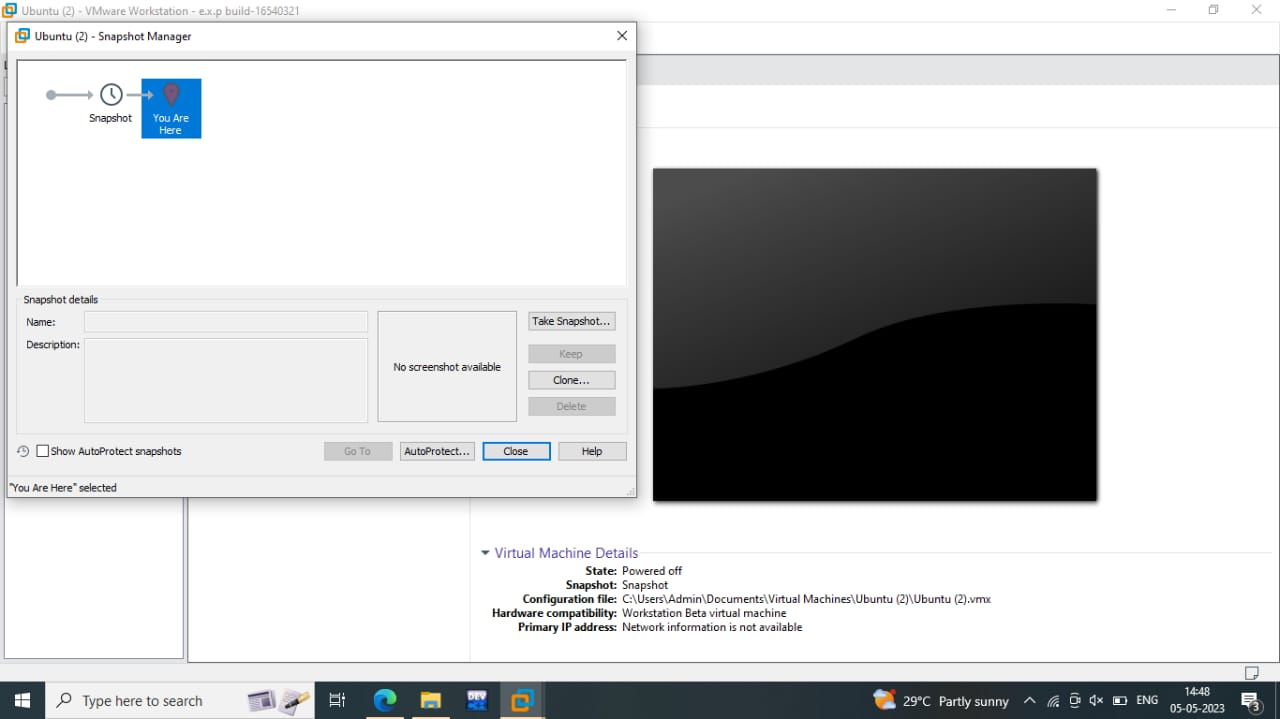 Ubuntu (2) - VMware Workstation - e.x.p build-16540321
Ubuntu (2) - Snapshot Manager
Snapshot
You Are
Here
Snapshot details
Name:
Description:
No screenshot available
Take Snapshot...
Keep
Clone...
Delete
Show AutoProtect snapshots
Go To
AutoProtect...
Close
Help
"You Are Here" selected
Virtual Machine Details
State: Powered off
Snapshot: Snapshot
Configuration file: C:\Users\Admin\Documents\Virtual Machines\Ubuntu (2)\Ubuntu (2).vmx
Hardware compatibility: Workstation Beta virtual machine
Primary IP address: Network information is not available
Type here to search
DEV
29°C Partly sunny
ENG
14:48
05-05-2023
3